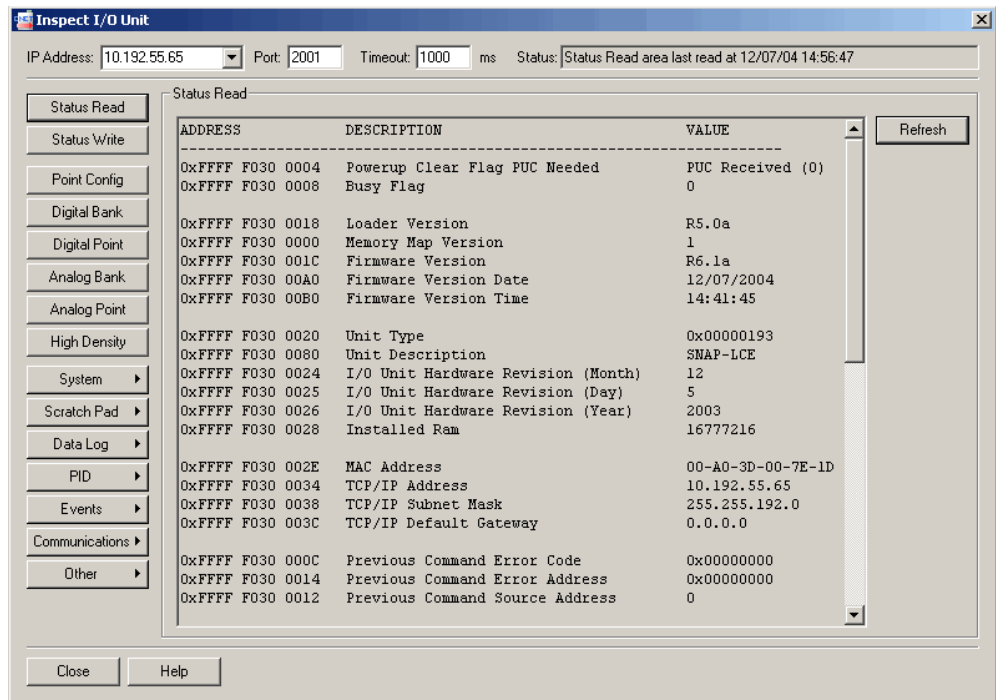 Inspect I/O Unit
IP Address: 10.192.55.65 Port: 2001 Timeout: 1000 ms Status: Status Read area last read at 12/07/04 14:56:47
Status Read
Status Write
Point Config
Digital Bank
Digital Point
Analog Bank
Analog Point
High Density
System
Scratch Pad
Data Log
PID
Events
Communications
Other
Status Read
ADDRESS DESCRIPTION VALUE
0xFFFF F030 0004 Powerup Clear Flag PUC Needed PUC Received (0)
0xFFFF F030 0008 Busy Flag 0
0xFFFF F030 0018 Loader Version R5.0a
0xFFFF F030 0000 Memory Map Version 1
0xFFFF F030 001C Firmware Version R6.1a
0xFFFF F030 00A0 Firmware Version Date 12/07/2004
0xFFFF F030 00B0 Firmware Version Time 14:41:45
0xFFFF F030 0020 Unit Type 0x00000193
0xFFFF F030 0080 Unit Description SNAP-LCE
0xFFFF F030 0024 I/O Unit Hardware Revision (Month) 12
0xFFFF F030 0025 I/O Unit Hardware Revision (Day) 5
0xFFFF F030 0026 I/O Unit Hardware Revision (Year) 2003
0xFFFF F030 0028 Installed Ram 16777216
0xFFFF F030 002E MAC Address 00-A0-3D-00-7E-1D
0xFFFF F030 0034 TCP/IP Address 10.192.55.65
0xFFFF F030 0038 TCP/IP Subnet Mask 255.255.192.0
0xFFFF F030 003C TCP/IP Default Gateway 0.0.0.0
0xFFFF F030 000C Previous Command Error Code 0x00000000
0xFFFF F030 0014 Previous Command Error Address 0x00000000
0xFFFF F030 0012 Previous Command Source Address 0
Refresh
Close Help